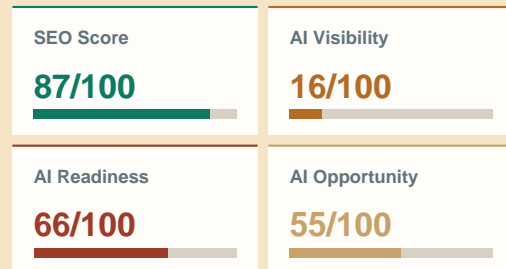 SEO Score
87/100
AI Visibility
16/100
AI Readiness
66/100
AI Opportunity
55/100